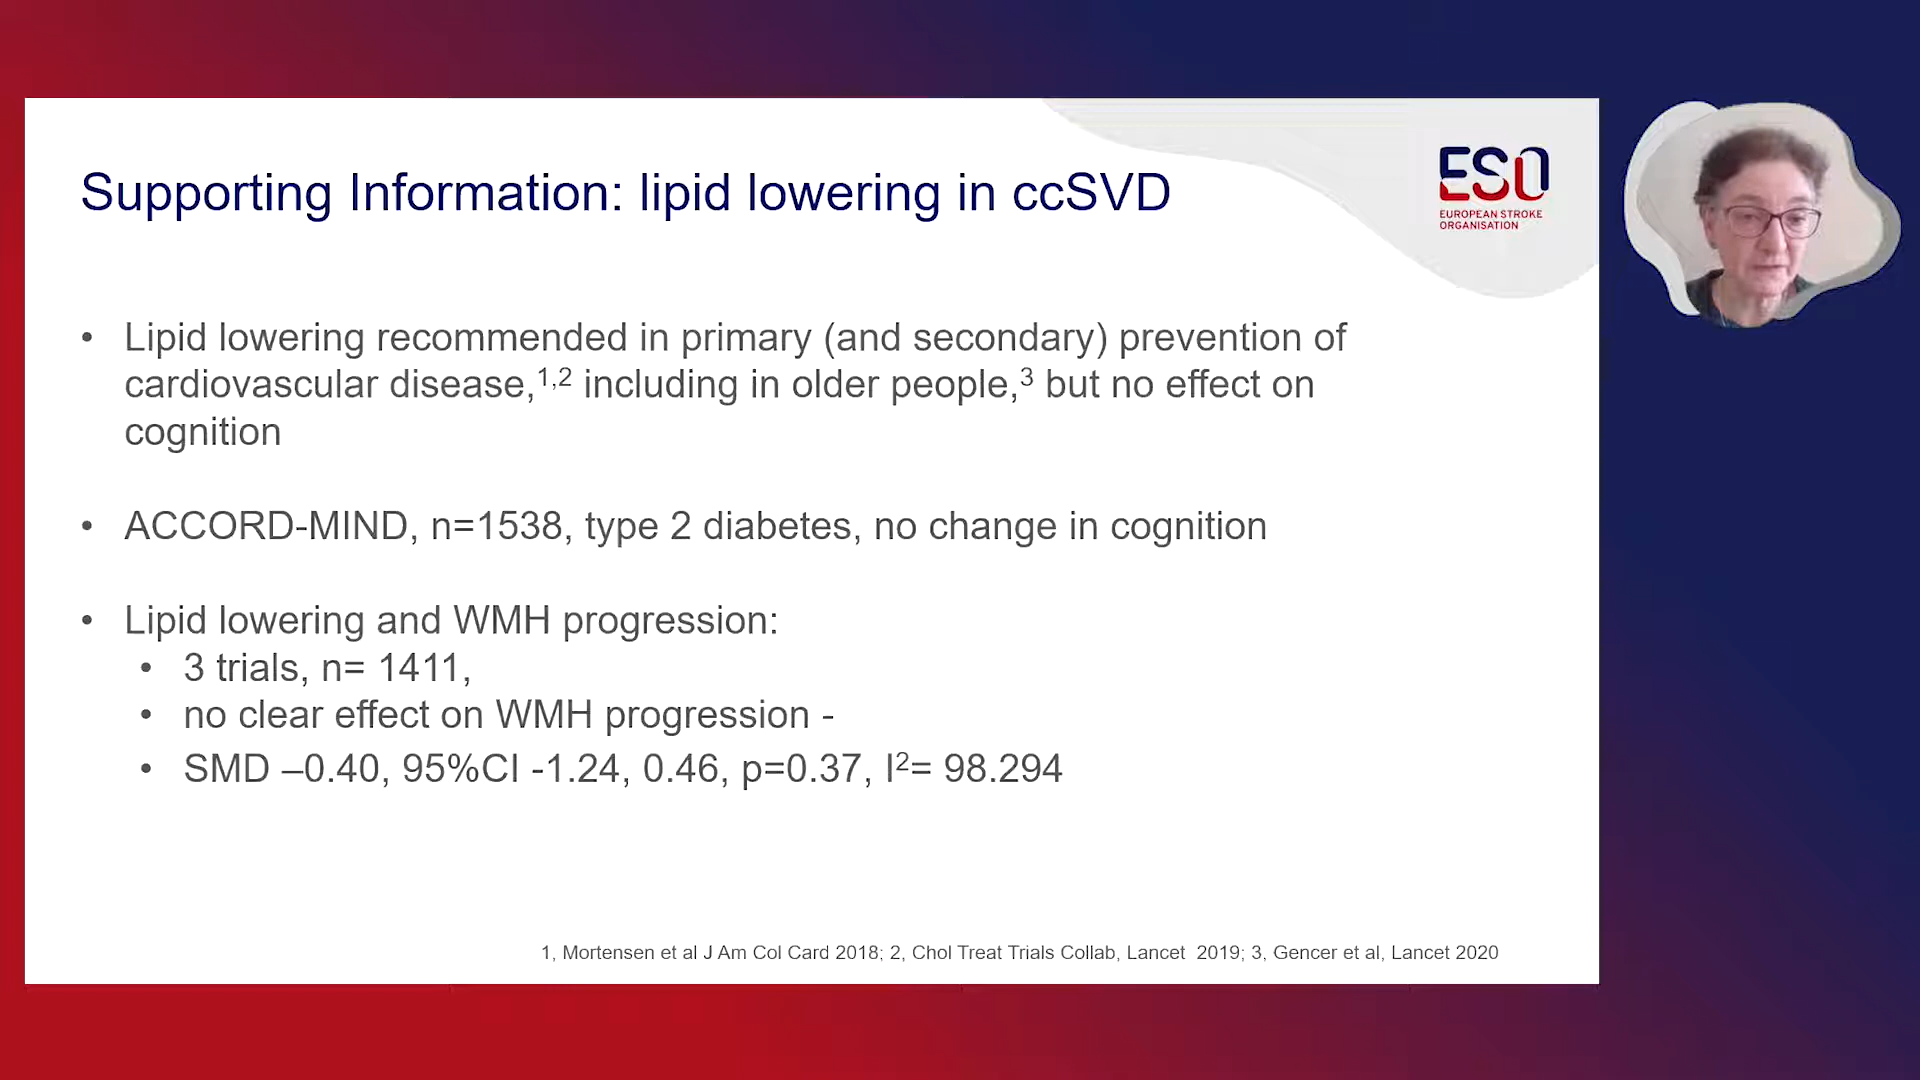 Supporting Information: lipid lowering in ccSVD
ESO
EUROPEAN STROKE
ORGANISATION
• Lipid lowering recommended in primary (and secondary) prevention of
cardiovascular disease,1,2 including in older people,3 but no effect on
cognition
• ACCORD-MIND, n=1538, type 2 diabetes, no change in cognition
• Lipid lowering and WMH progression:
• 3 trials, n= 1411,
• no clear effect on WMH progression -
• SMD –0.40, 95%CI -1.24, 0.46, p=0.37, I2= 98.294
1, Mortensen et al J Am Col Card 2018; 2, Chol Treat Trials Collab, Lancet 2019; 3, Gencer et al, Lancet 2020